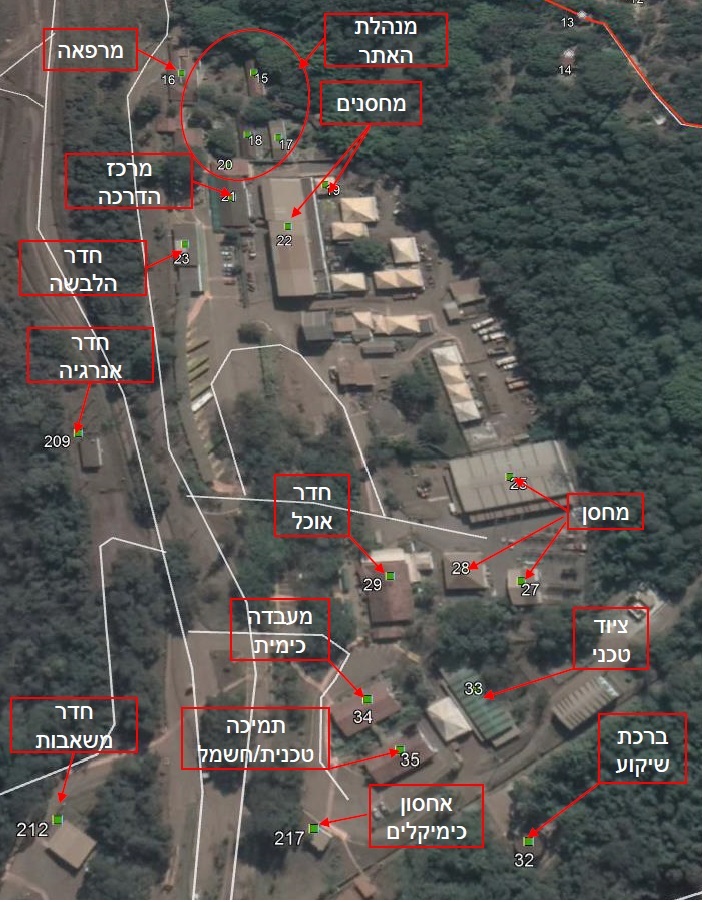 12
13
14
מנהלת
האתר
מרפאה
16
15
מחסנים
18
17
20
מרכז
הדרכה
19
21
22
חדר
הלבשה
23
חדר
אנרגיה
209
חדר
אוכל
25
מחסן
28
29
27
מעבדה
כימית
ציוד
טכני
33
34
חדר
משאבות
תמיכה
טכנית/חשמל
35
ברכת
שיקוע
אחסון
כימיקלים
212
217
32